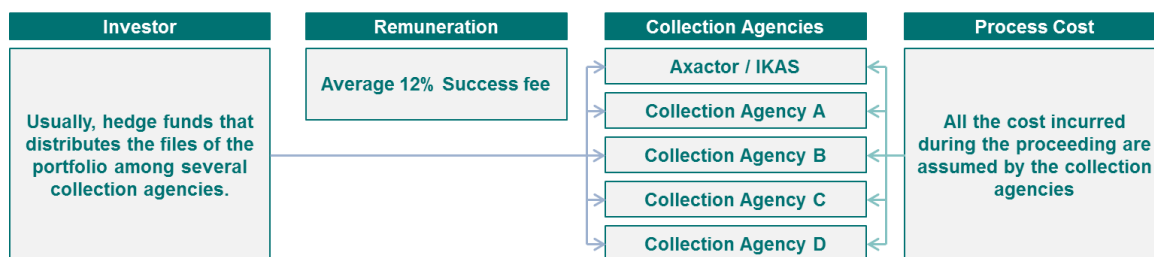 Investor
Usually, hedge funds that
distributes the files of the
portfolio among several
collection agencies.
Remuneration
Average 12% Success fee
Collection Agencies
Axactor / IKAS
Collection Agency A
Collection Agency B
Collection Agency C
Collection Agency D
Process Cost
All the cost incurred
during the proceeding are
assumed by the collection
agencies